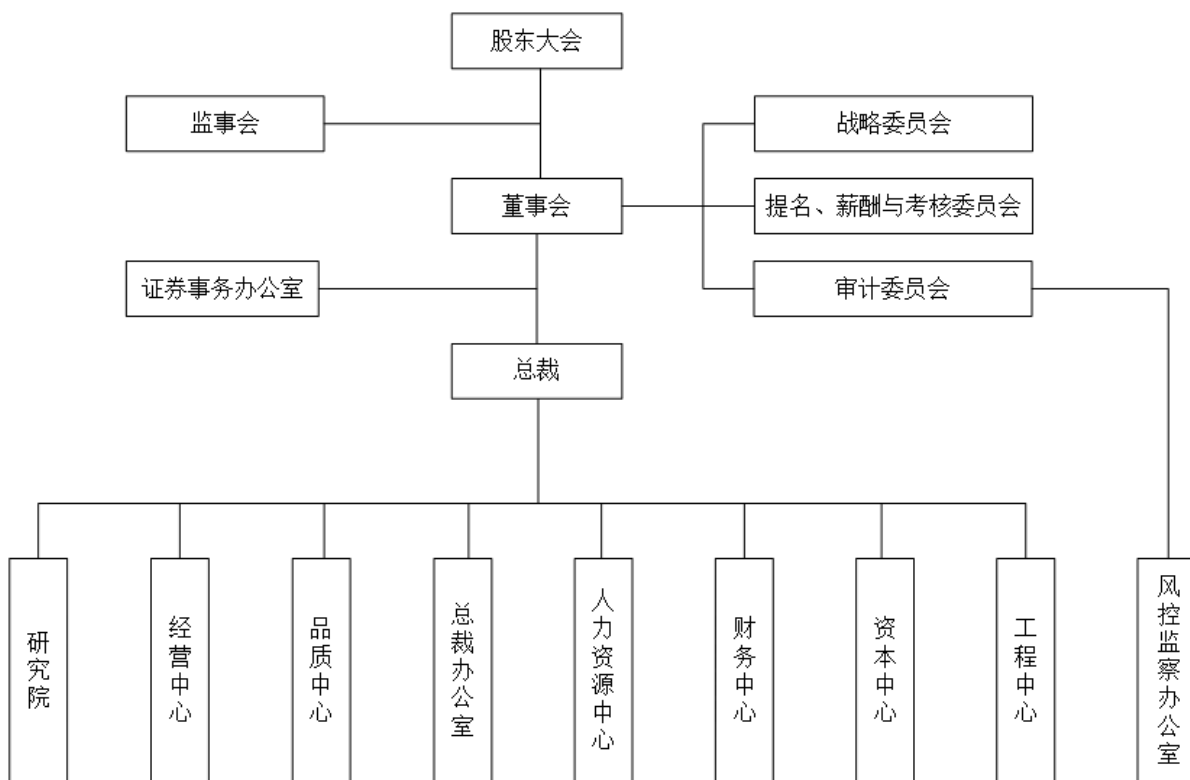 股东大会
监事会
战略委员会
董事会
提名、薪酬与考核委员会
证券事务办公室
审计委员会
总裁
研究院
经营中心
品质中心
总裁办公室
人力资源中心
财务中心
资本中心
工程中心
风控监察办公室